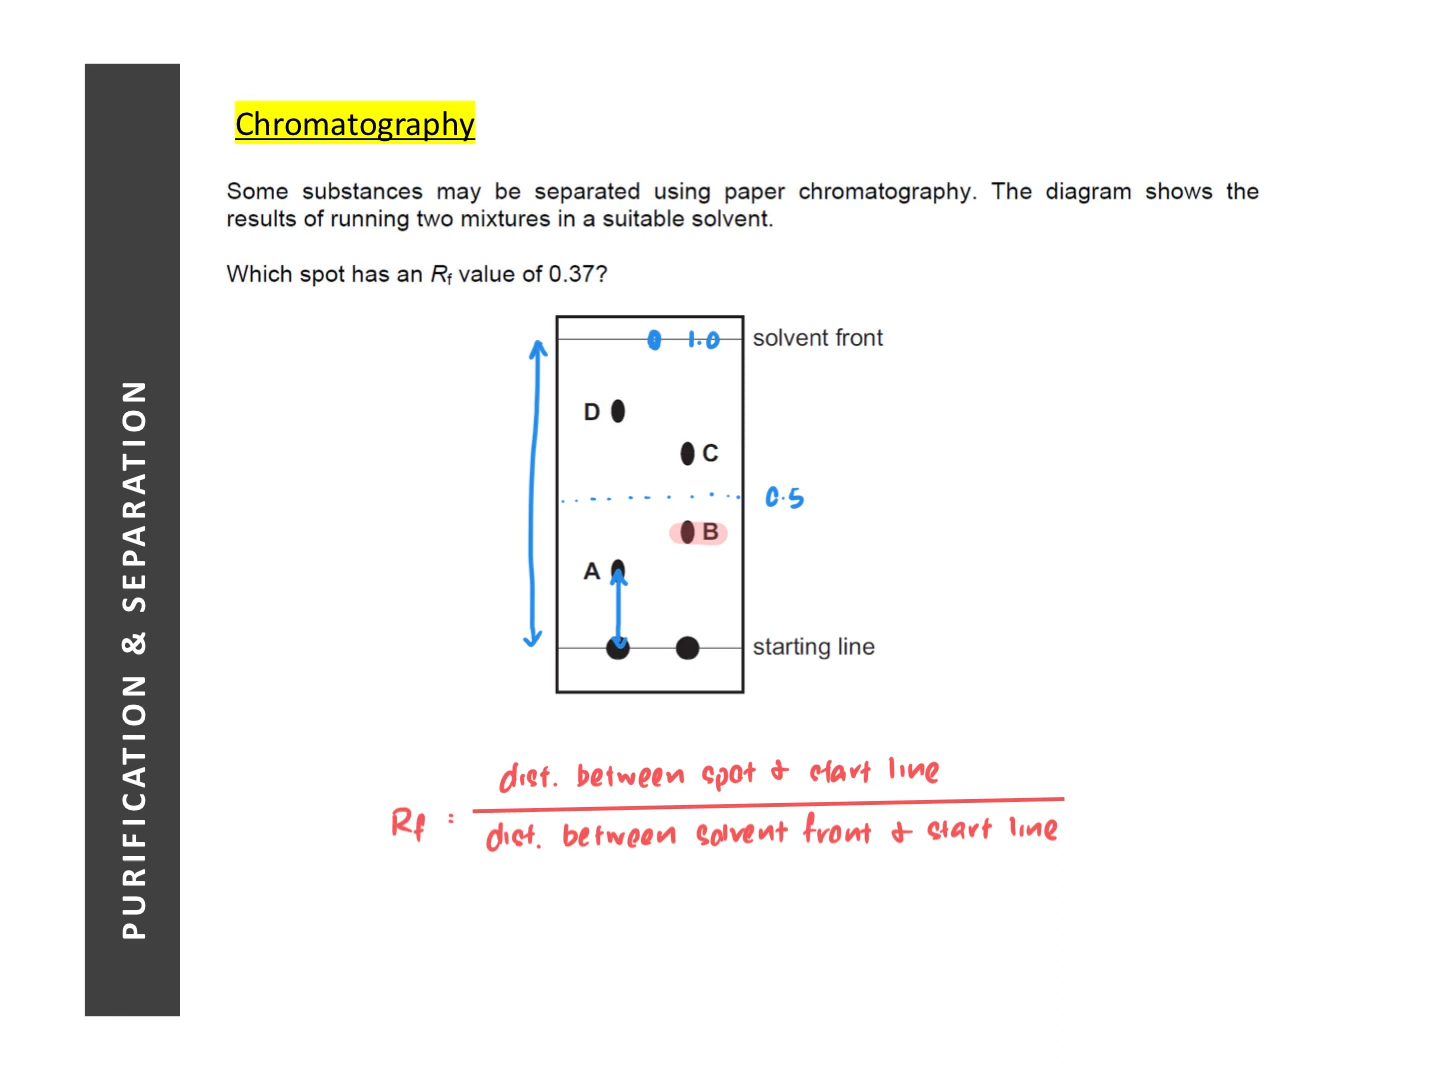 PURIFICATION & SEPARATION
Chromatography
Some substances may be separated using paper chromatography. The diagram shows the
results of running two mixtures in a suitable solvent.
Which spot has an Rf value of 0.37?
1.0 solvent front
D
C
0.5
B
A
starting line
dist. between spot & start line
Rf :
dist. between solvent front & start line